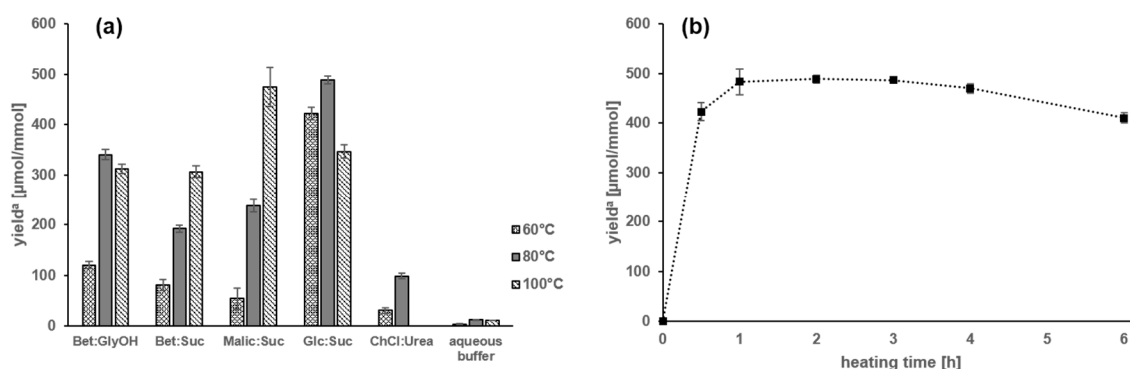 (a)
yieldᵃ [µmol/mmol]
600
500
400
300
200
100
0
Bet:GlyOH Bet:Suc Malic:Suc Glc:Suc ChCl:Urea aqueous
buffer
60°C
80°C
100°C
(b)
yieldᵃ [µmol/mmol]
600
500
400
300
200
100
0
0 1 2 3 4 5 6
heating time [h]